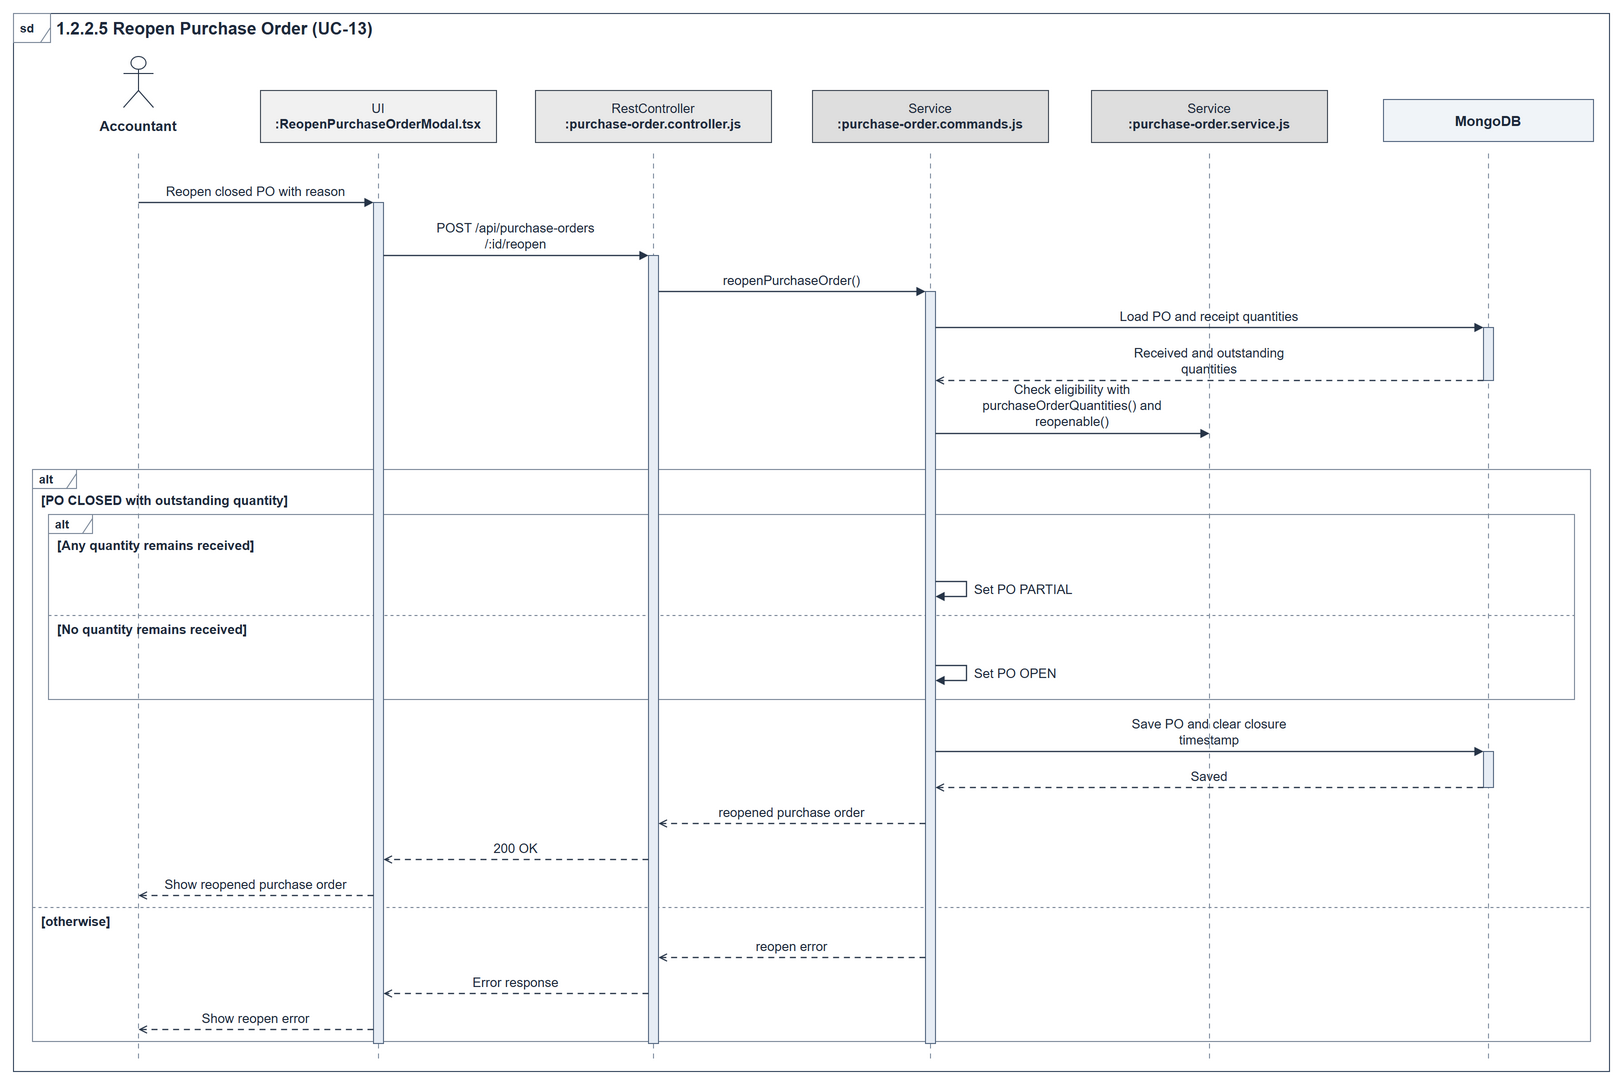 sd
1.2.2.5 Reopen Purchase Order (UC-13)
Accountant
UI
:ReopenPurchaseOrderModal.tsx
RestController
:purchase-order.controller.js
Service
:purchase-order.commands.js
Service
:purchase-order.service.js
MongoDB
Reopen closed PO with reason
POST /api/purchase-orders
/:id/reopen
reopenPurchaseOrder()
Load PO and receipt quantities
Received and outstanding
quantities
Check eligibility with
purchaseOrderQuantities() and
reopenable()
alt
[PO CLOSED with outstanding quantity]
alt
[Any quantity remains received]
Set PO PARTIAL
[No quantity remains received]
Set PO OPEN
Save PO and clear closure
timestamp
Saved
reopened purchase order
200 OK
Show reopened purchase order
[otherwise]
reopen error
Error response
Show reopen error